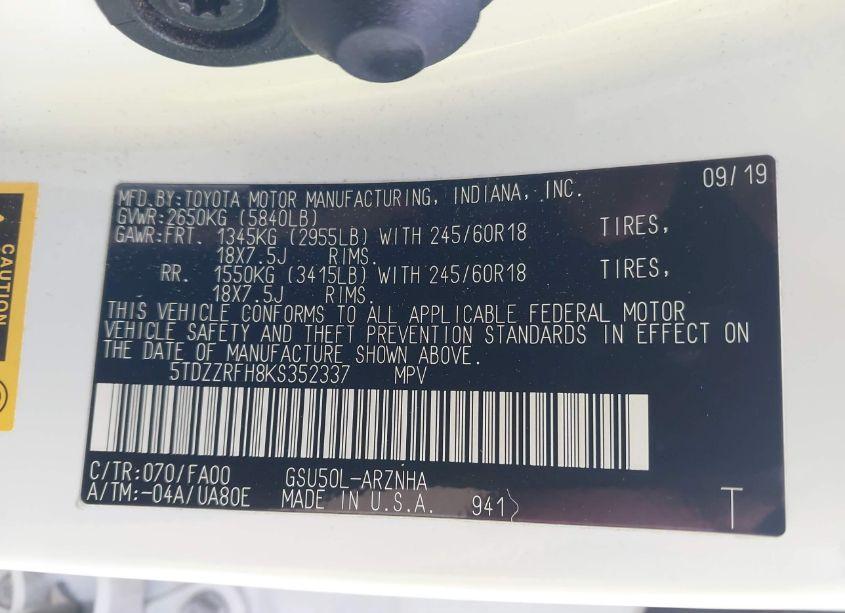 09/19
MFD.BY:TOYOTA MOTOR MANUFACTURING, INDIANA, INC.
GVWR:2650KG (5840LB)
GAWR:FRT. 1345KG (2955LB) WITH 245/60R18 TIRES,
18X7.5J RIMS.
RR. 1550KG (3415LB) WITH 245/60R18 TIRES,
18X7.5J RIMS.
THIS VEHICLE CONFORMS TO ALL APPLICABLE FEDERAL MOTOR
VEHICLE SAFETY AND THEFT PREVENTION STANDARDS IN EFFECT ON
THE DATE OF MANUFACTURE SHOWN ABOVE.
5TDZZRFH8KS352337 MPV
C/TR:070/FA00 GSU50L-ARZNHA
A/TM:-04A/UA80E MADE IN U.S.A. 941
T
CAUTION